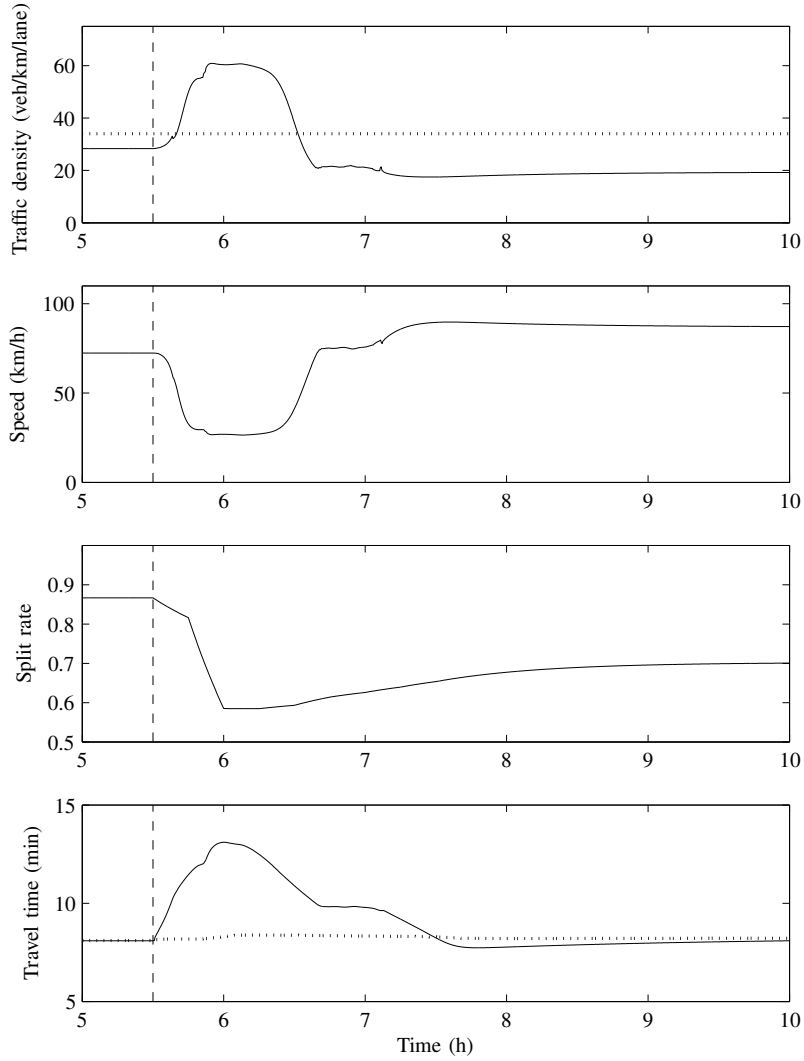 Traffic density (veh/km/lane)
60
40
20
0
5 6 7 8 9 10
Speed (km/h)
100
50
0
5 6 7 8 9 10
Split rate
0.9
0.8
0.7
0.6
0.5
5 6 7 8 9 10
Travel time (min)
15
10
5
5 6 7 8 9 10
Time (h)